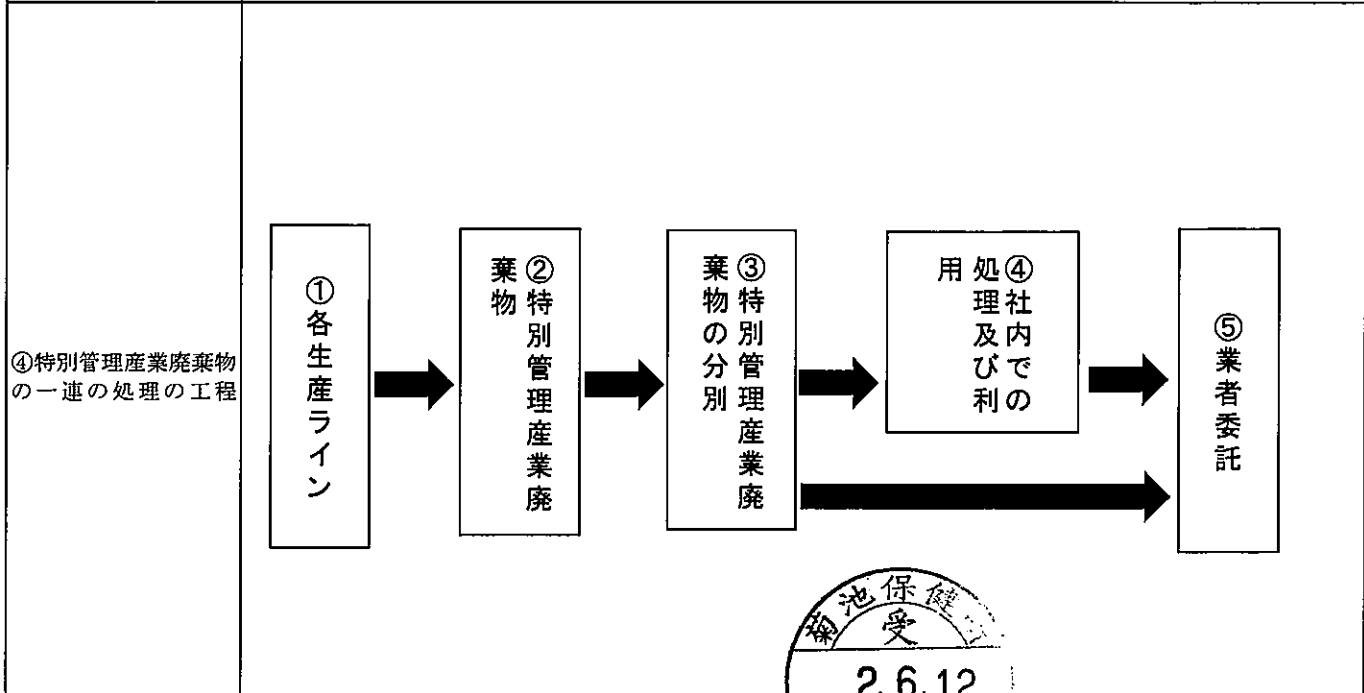 ④特別管理産業廃棄物
の一連の処理の工程
①各生産ライン
②特別管理産業廃
棄物
③特別管理産業廃
棄物の分別
④社内での
処理及び利
用
⑤業者委託
菊池保健
受
2.6.12